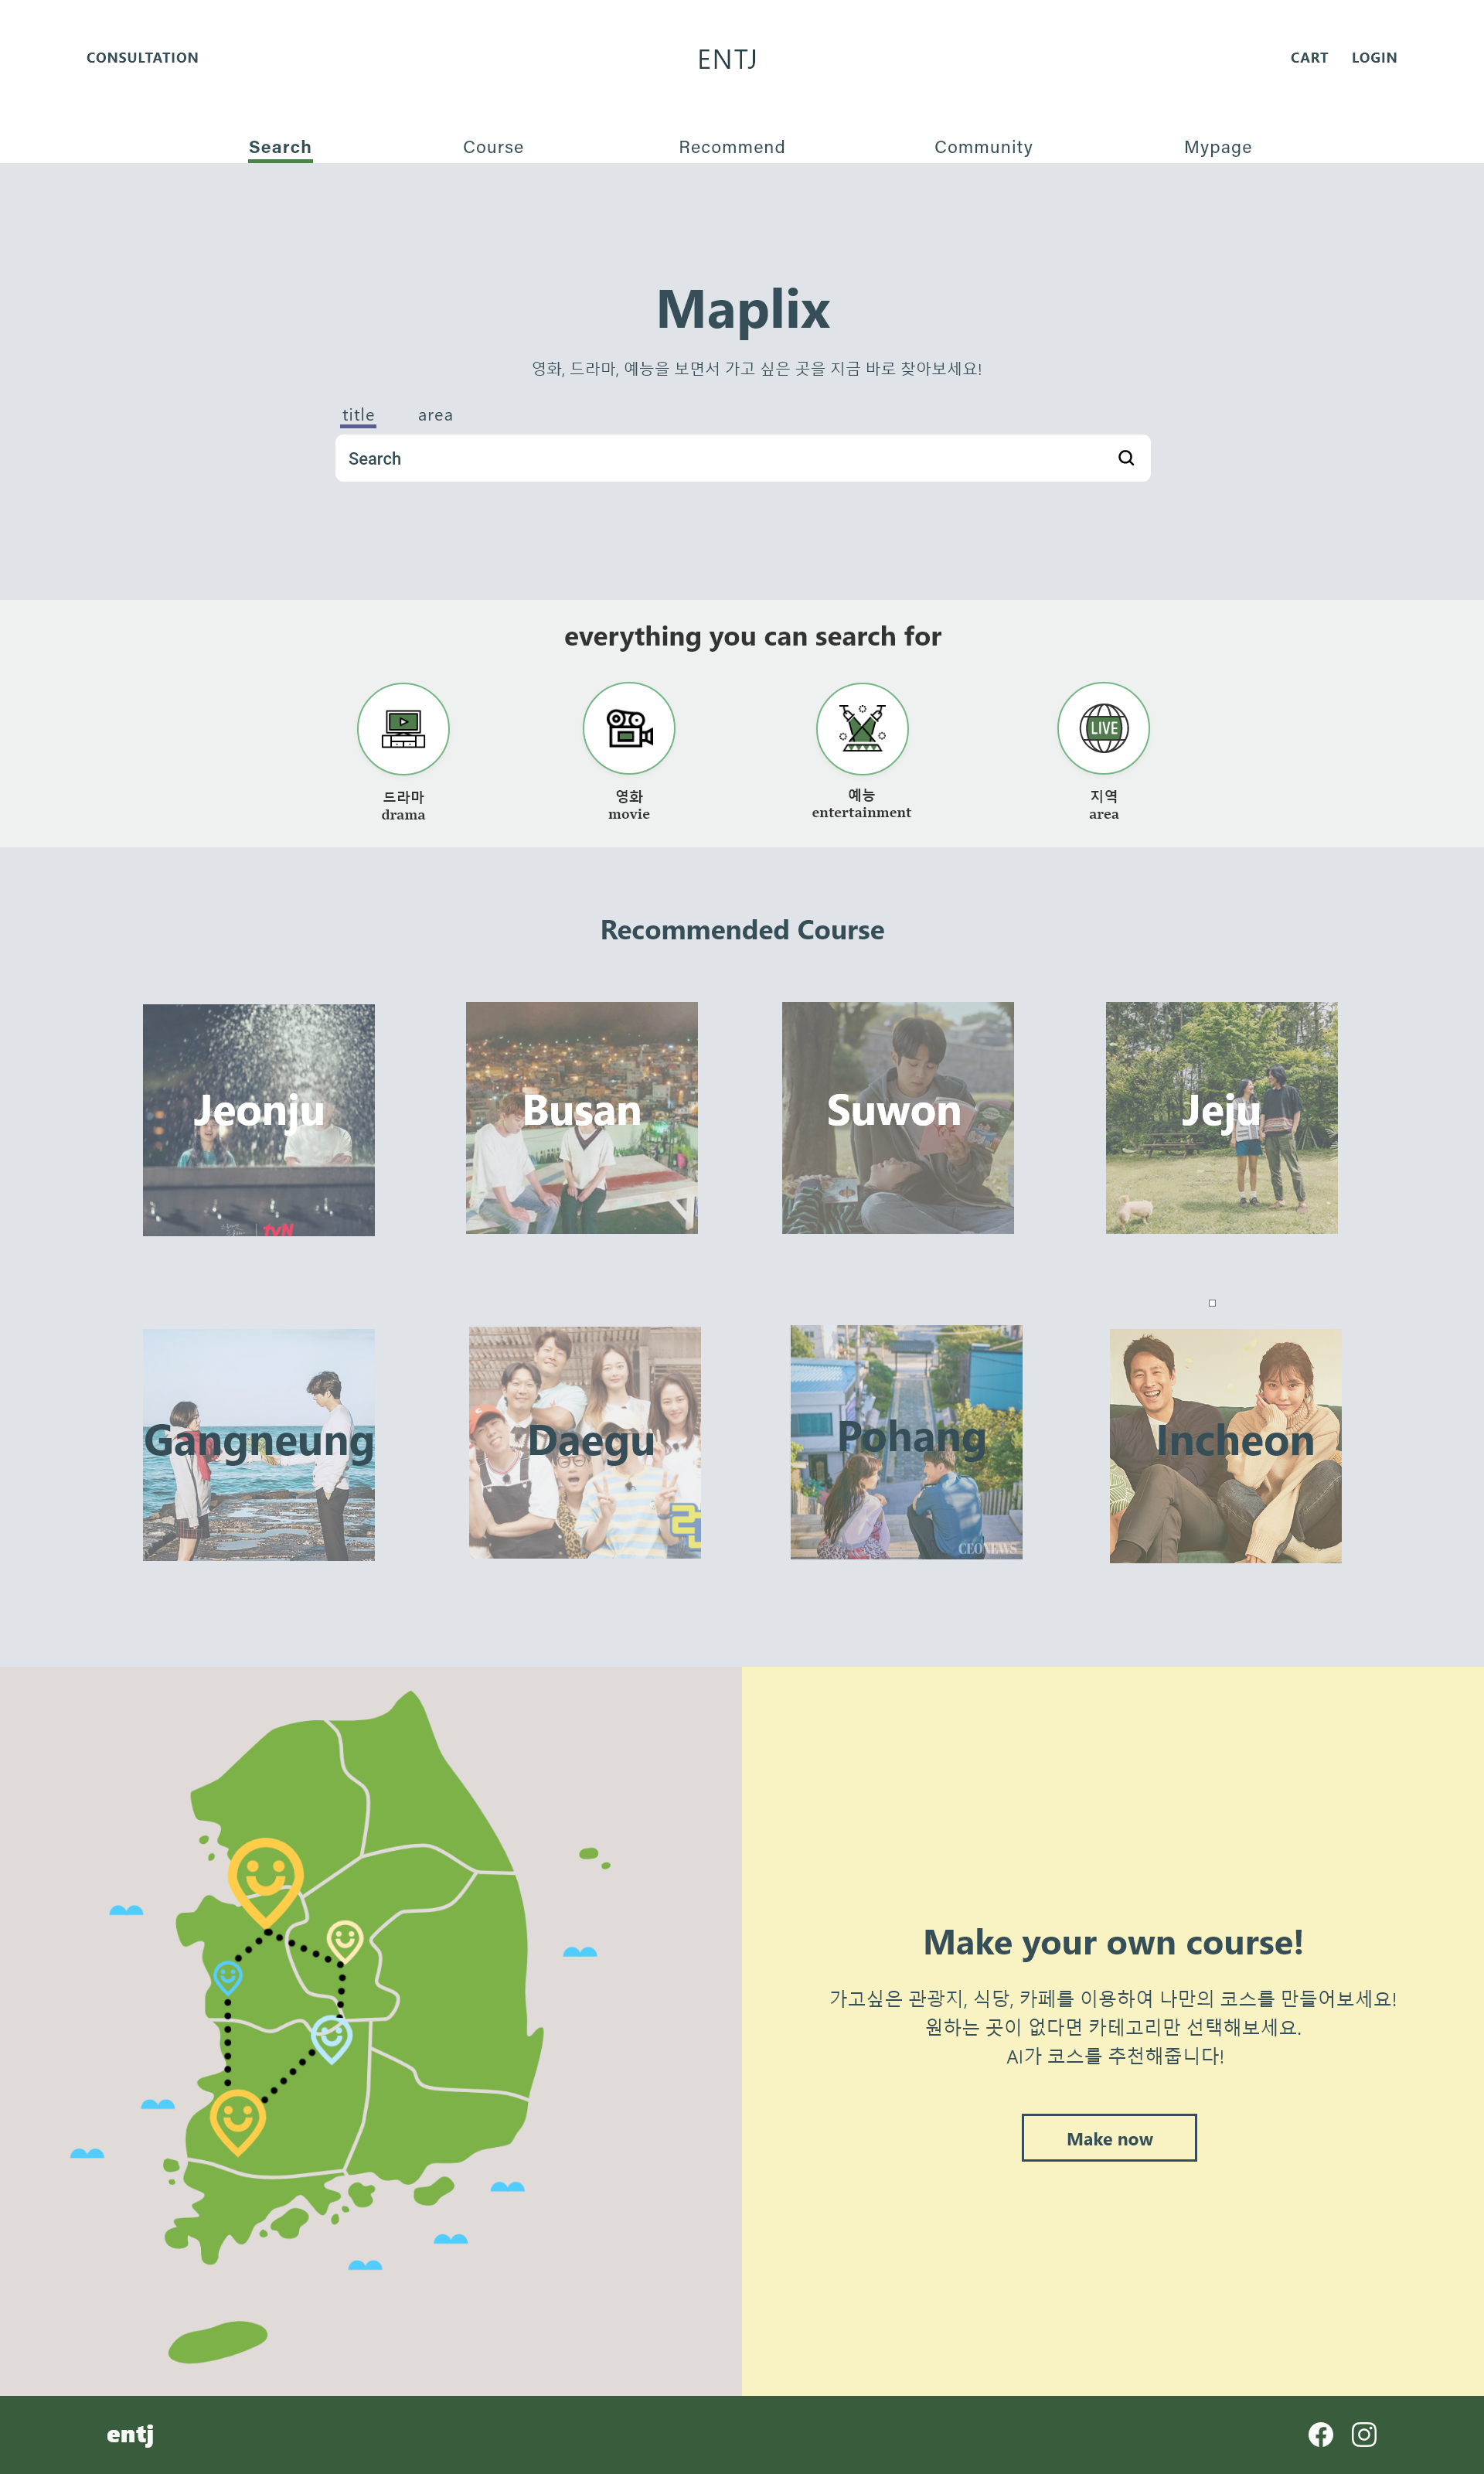 CONSULTATION
ENTJ
CART
LOGIN
Search
Course
Recommend
Community
Mypage
Maplix
영화, 드라마, 예능을 보면서 가고 싶은 곳을 지금 바로 찾아보세요!
title
area
Search
everything you can search for
LIVE
드라마
drama
영화
movie
예능
entertainment
지역
area
Recommended Course
Jeonju
Busan
Suwon
Jeju
tvN
Gangneung
Daegu
Pohang
Incheon
CEONEWS
Make your own course!
가고싶은 관광지, 식당, 카페를 이용하여 나만의 코스를 만들어보세요!
원하는 곳이 없다면 카테고리만 선택해보세요.
AI가 코스를 추천해줍니다!
Make now
entj